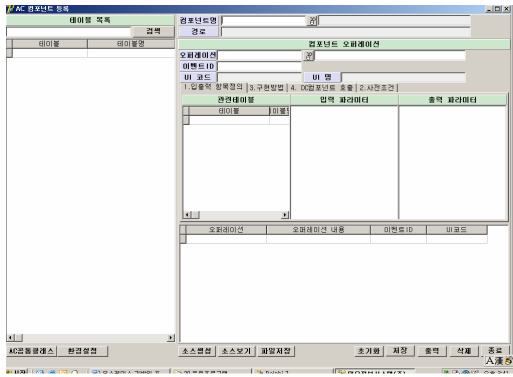 AC 컴포넌트 등록
테이블 목록
검색
테이블 테이블명
컴포넌트명
경로
컴포넌트 오퍼레이션
오퍼레이션
이벤트ID
UI 코드 UI 명
1.입출력 항목정의 3.구현방법 4. DC컴포넌트 호출 2.사전조건
관련테이블 입력 파라미터 출력 파라미터
테이블
오퍼레이션 오퍼레이션 내용 이벤트ID UI코드
AC공통클래스 환경설정 소스생성 소스보기 파일저장 초기화 저장 출력 삭제 종료
A漢